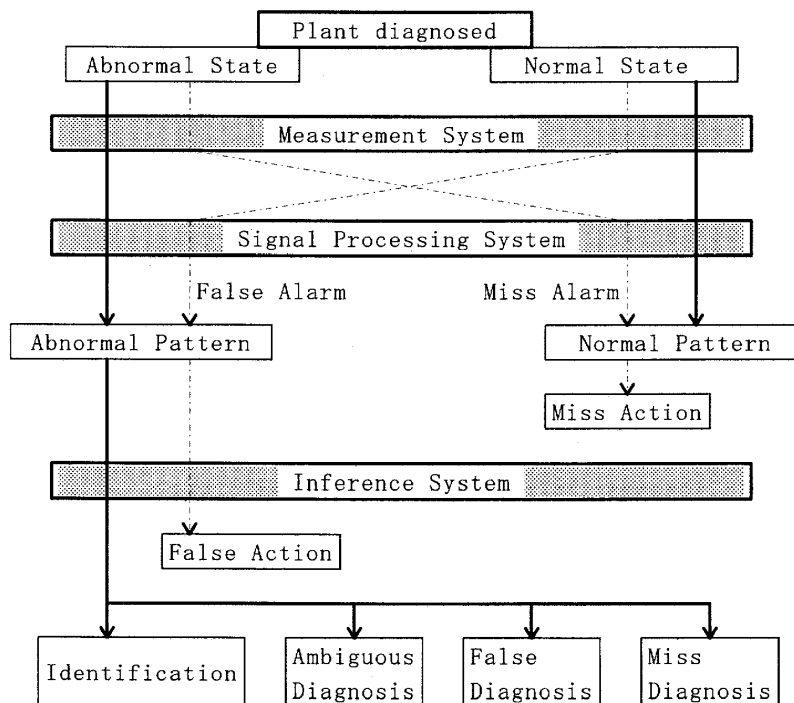 Plant diagnosed
Abnormal State
Normal State
Measurement System
Signal Processing System
False Alarm
Miss Alarm
Abnormal Pattern
Normal Pattern
Miss Action
Inference System
False Action
Identification
Ambiguous
Diagnosis
False
Diagnosis
Miss
Diagnosis